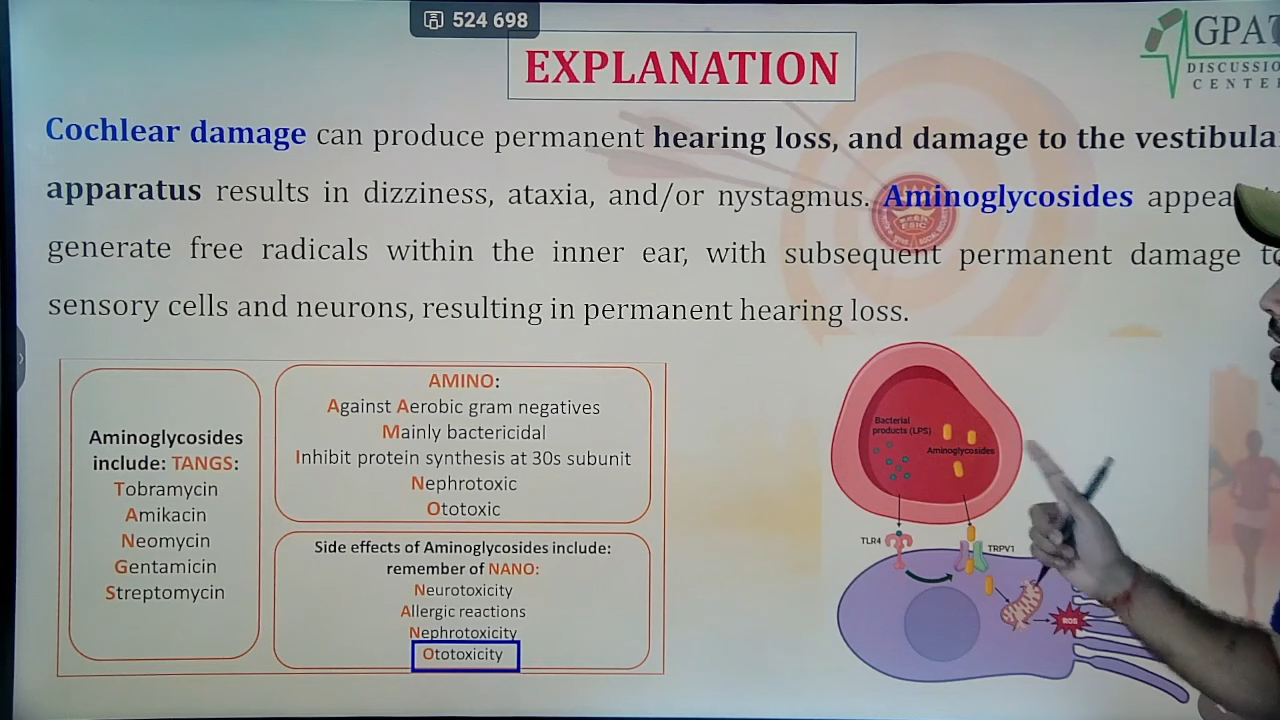 524 698
EXPLANATION
GPAT
DISCUSSIO
CENTE
Cochlear damage can produce permanent hearing loss, and damage to the vestibula
apparatus results in dizziness, ataxia, and/or nystagmus. Aminoglycosides appea
generate free radicals within the inner ear, with subsequent permanent damage
sensory cells and neurons, resulting in permanent hearing loss.
Aminoglycosides
include: TANGS:
Tobramycin
Amikacin
Neomycin
Gentamicin
Streptomycin
AMINO:
Against Aerobic gram negatives
Mainly bactericidal
Inhibit protein synthesis at 30s subunit
Nephrotoxic
Ototoxic
Side effects of Aminoglycosides include:
remember of NANO:
Neurotoxicity
Allergic reactions
Nephrotoxicity
Ototoxicity
Bacterial
products (LPS)
Aminoglycosides
TLR4
TRPV1
ROS
ESIC